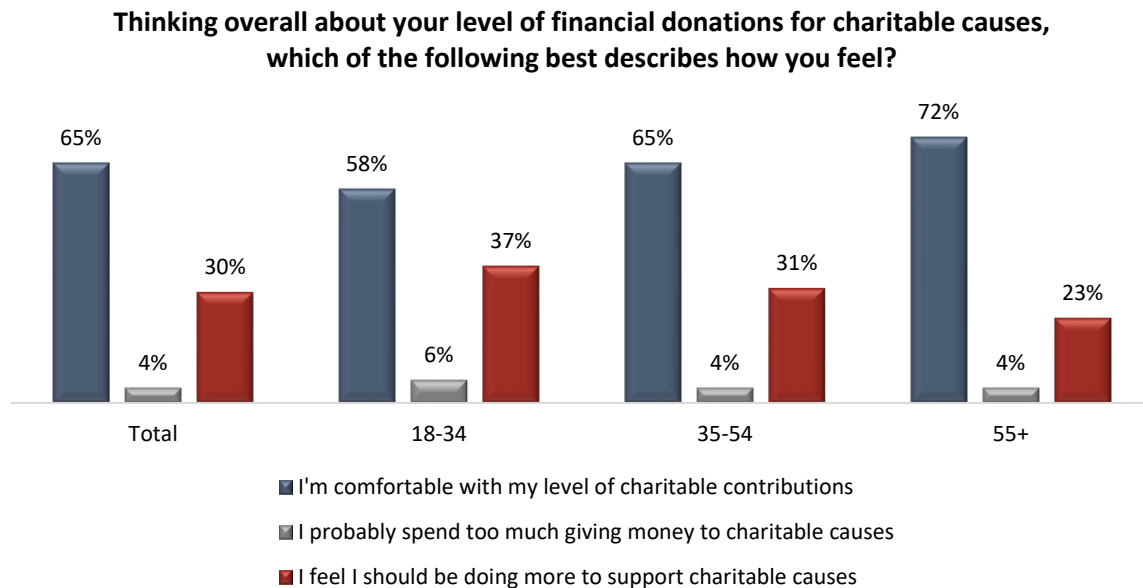 Thinking overall about your level of financial donations for charitable causes,
which of the following best describes how you feel?
65%
4%
30%
58%
6%
37%
65%
4%
31%
72%
4%
23%
Total
18-34
35-54
55+
I'm comfortable with my level of charitable contributions
I probably spend too much giving money to charitable causes
I feel I should be doing more to support charitable causes